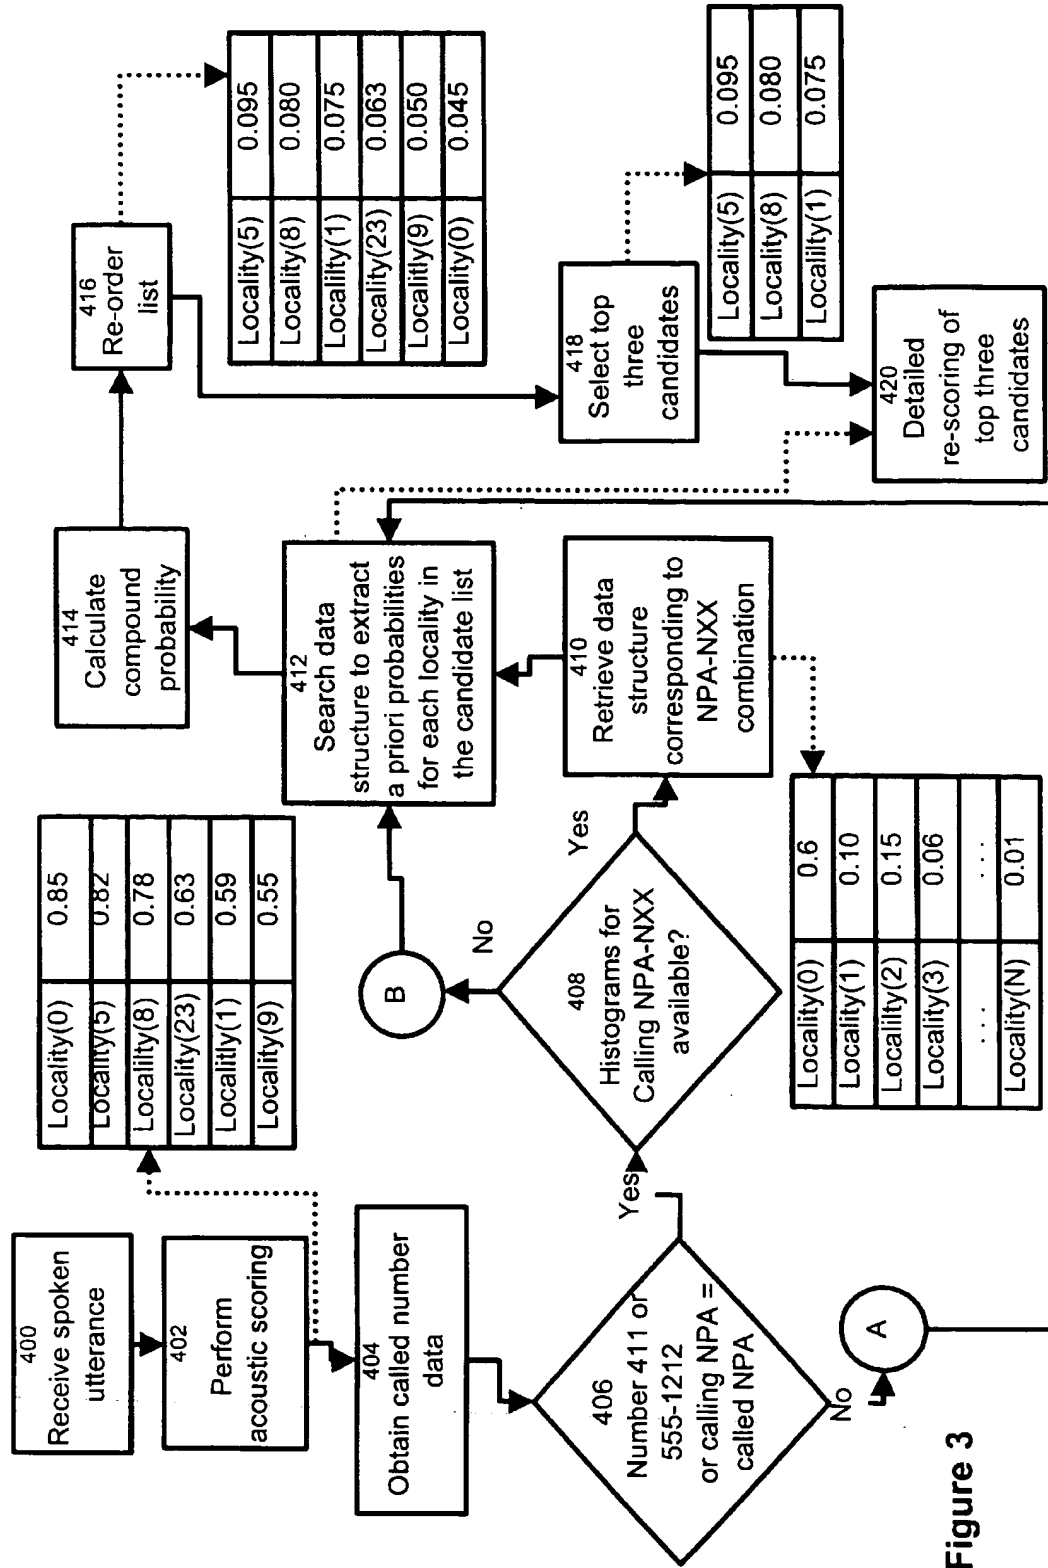 400
Receive spoken
utterance
402
Perform
acoustic scoring
Locality(0) 0.85
Locality(5) 0.82
Localilty(8) 0.78
Locality(23) 0.63
Localitly(1) 0.59
Locality(9) 0.55
404
Obtain called number
data
406
Number 411 or
555-1212
or calling NPA =
called NPA
No
A
Yes
408
Histograms for
Calling NPA-NXX
available?
No
B
Yes
410
Retrieve data
structure
corresponding to
NPA-NXX
combination
Locality(0) 0.6
Locality(1) 0.10
Localilty(2) 0.15
Locality(3) 0.06
... ...
Locality(N) 0.01
412
Search data
structure to extract
a priori probabilities
for each locality in
the candidate list
414
Calculate
compound
probability
416
Re-order
list
Locality(5) 0.095
Locality(8) 0.080
Localilty(1) 0.075
Locality(23) 0.063
Localitly(9) 0.050
Locality(0) 0.045
418
Select top
three
candidates
Locality(5) 0.095
Locality(8) 0.080
Localilty(1) 0.075
420
Detailed
re-scoring of
top three
candidates
Figure 3